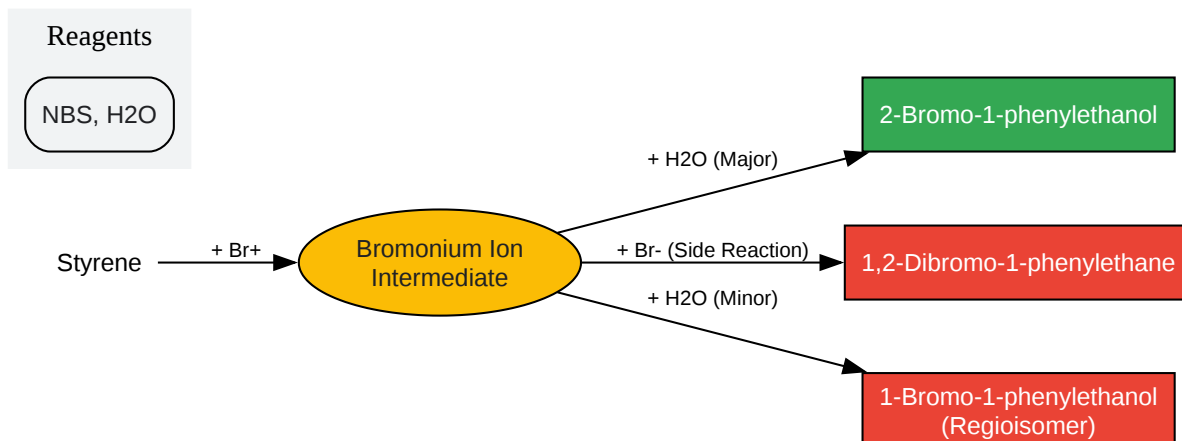 Reagents
NBS, H2O
Styrene
+ Br+
Bromonium Ion
Intermediate
+ H2O (Major)
2-Bromo-1-phenylethanol
+ Br- (Side Reaction)
1,2-Dibromo-1-phenylethane
+ H2O (Minor)
1-Bromo-1-phenylethanol
(Regioisomer)